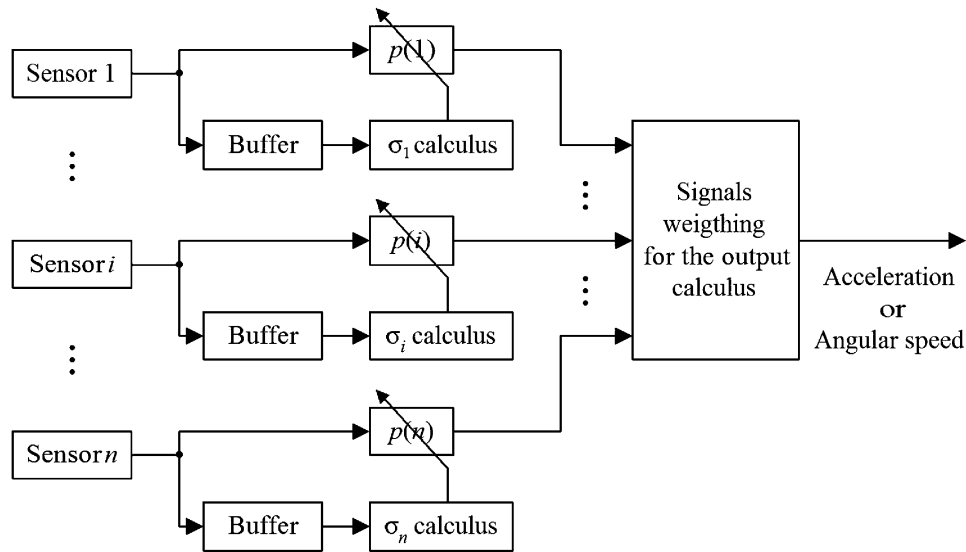 Sensor 1
p(1)
Buffer
σ₁ calculus
Sensor i
p(i)
Buffer
σᵢ calculus
Sensor n
p(n)
Buffer
σₙ calculus
Signals
weigthing
for the output
calculus
Acceleration
or
Angular speed